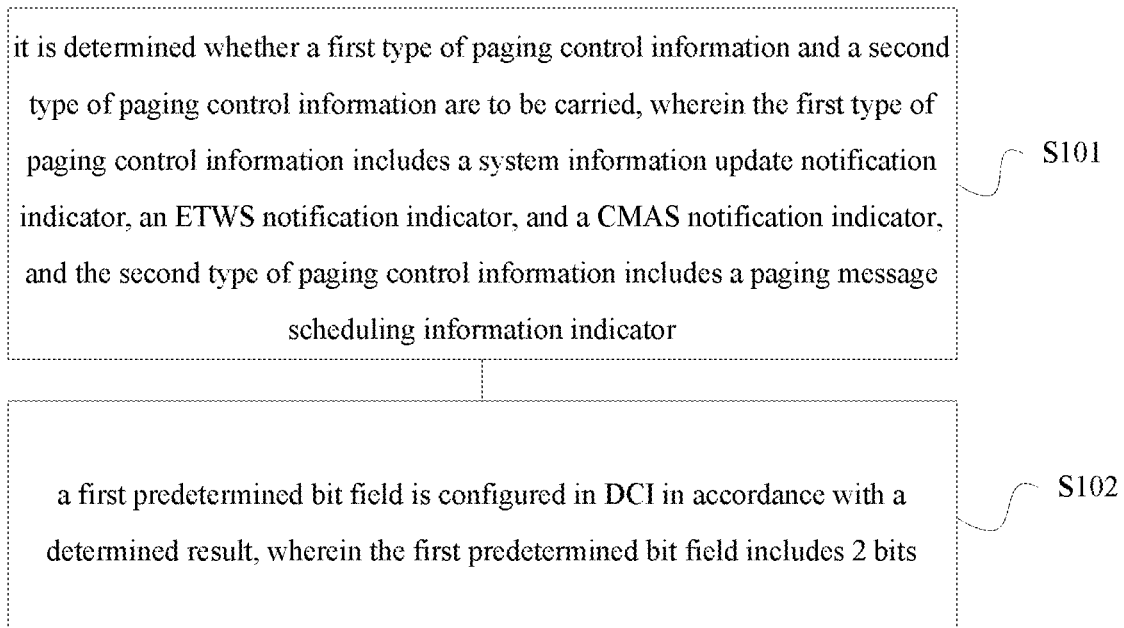 it is determined whether a first type of paging control information and a second
type of paging control information are to be carried, wherein the first type of
paging control information includes a system information update notification
indicator, an ETWS notification indicator, and a CMAS notification indicator,
and the second type of paging control information includes a paging message
scheduling information indicator
S101
a first predetermined bit field is configured in DCI in accordance with a
determined result, wherein the first predetermined bit field includes 2 bits
S102